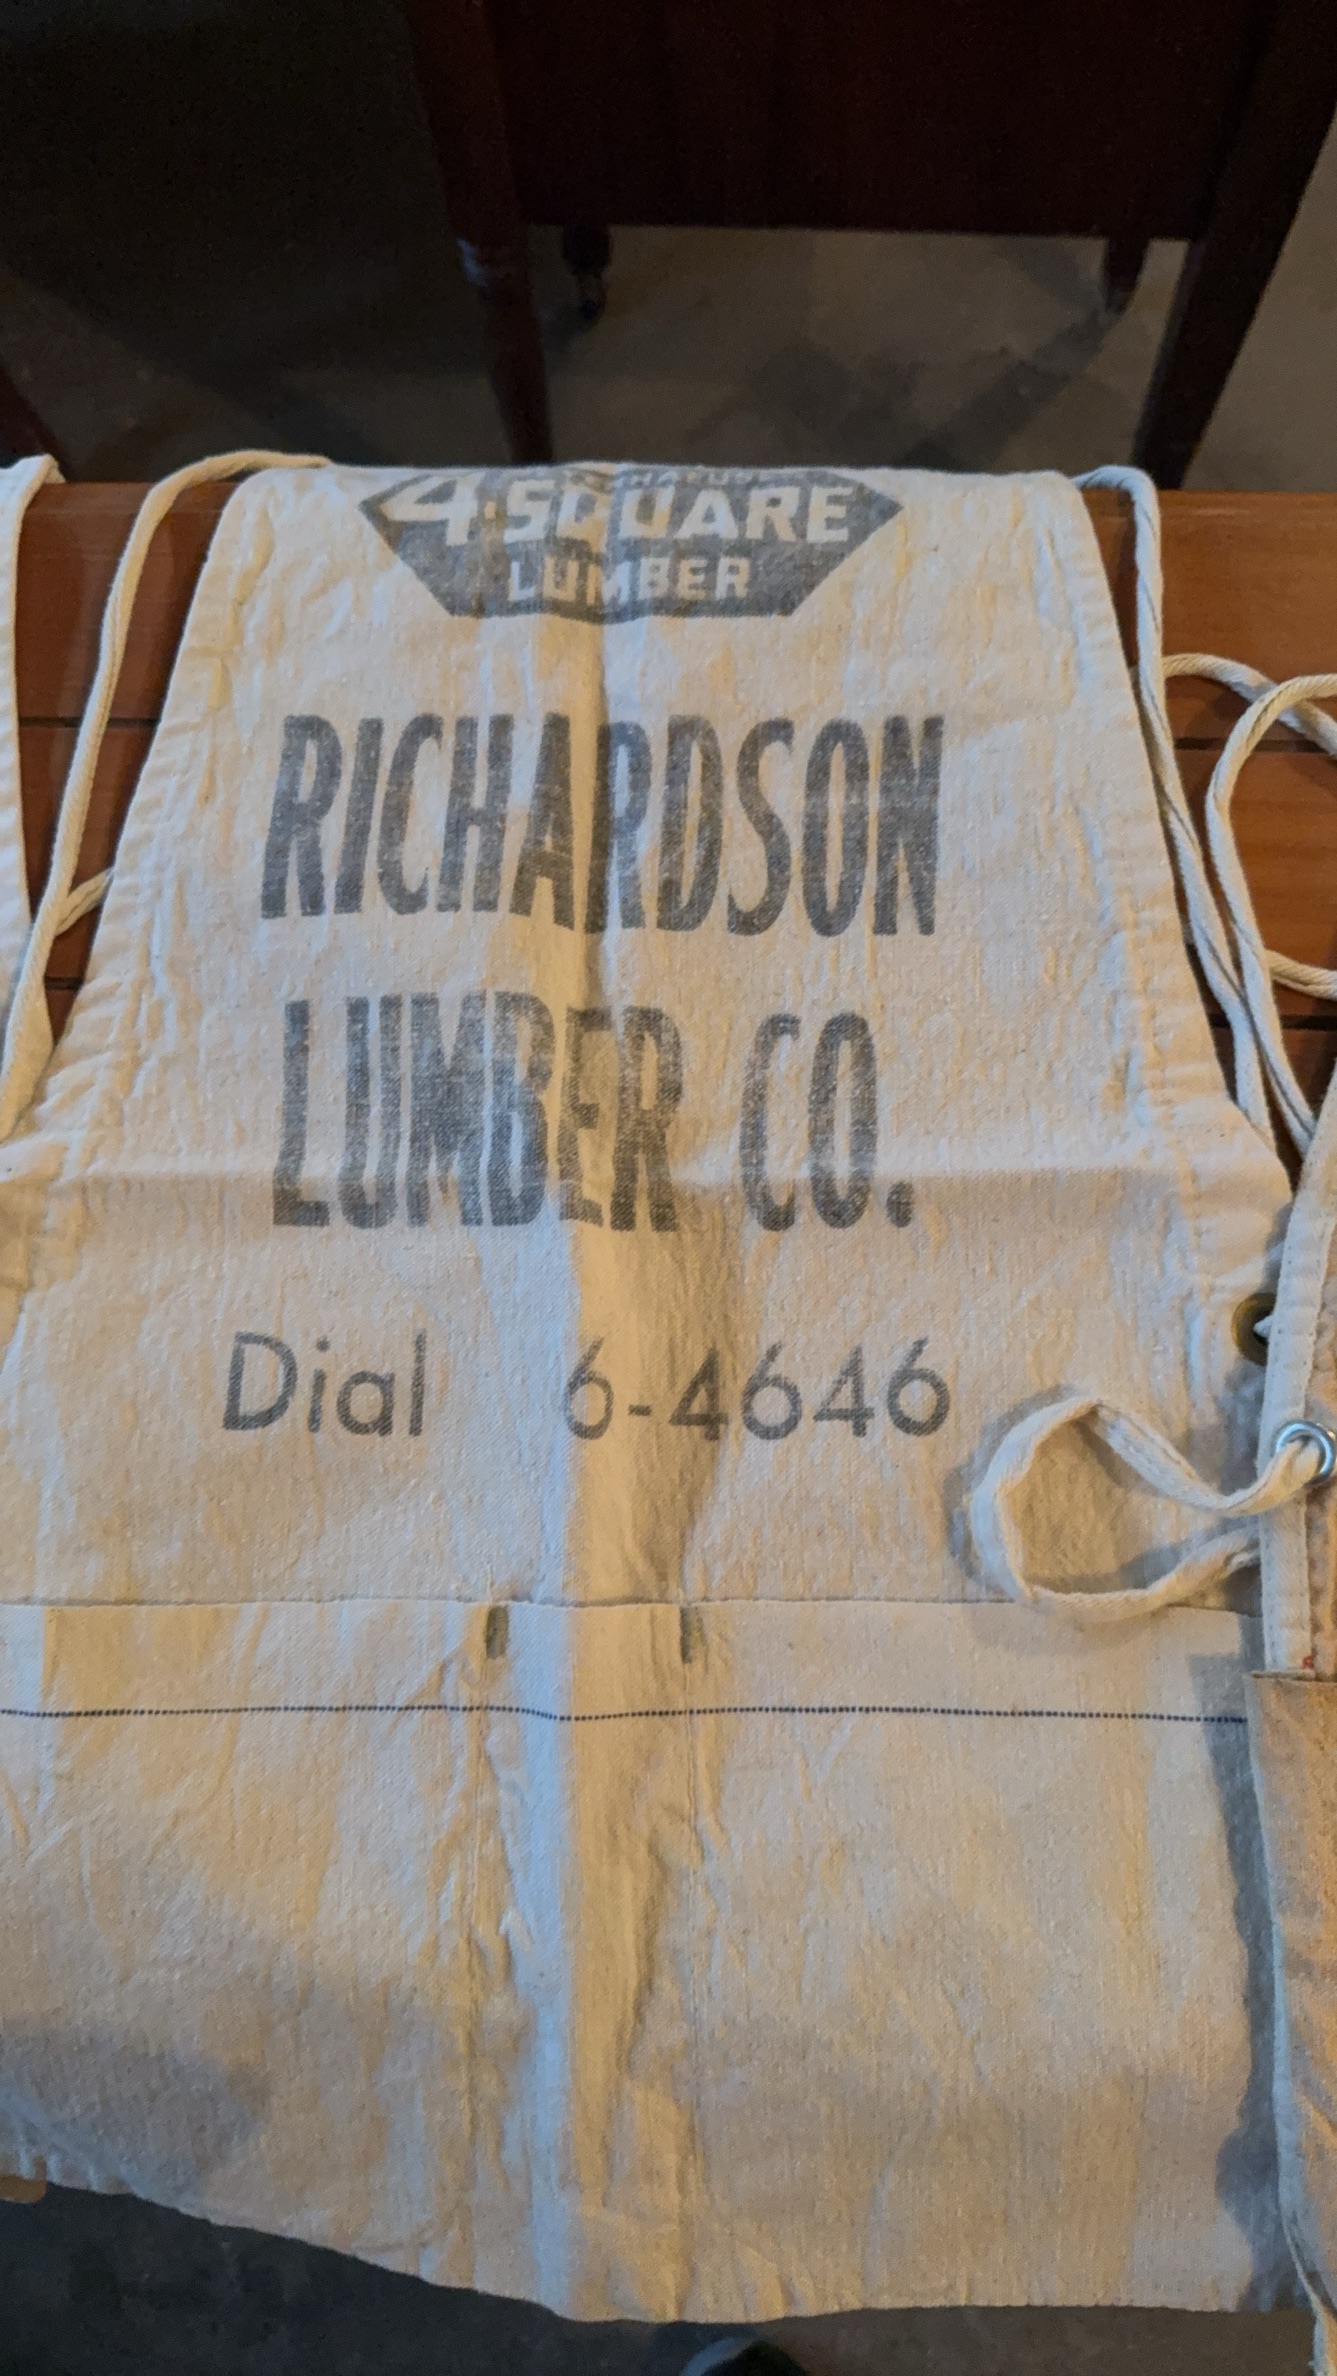 4-SQUARE
LUMBER
RICHARDSON
LUMBER CO.
Dial 6-4646